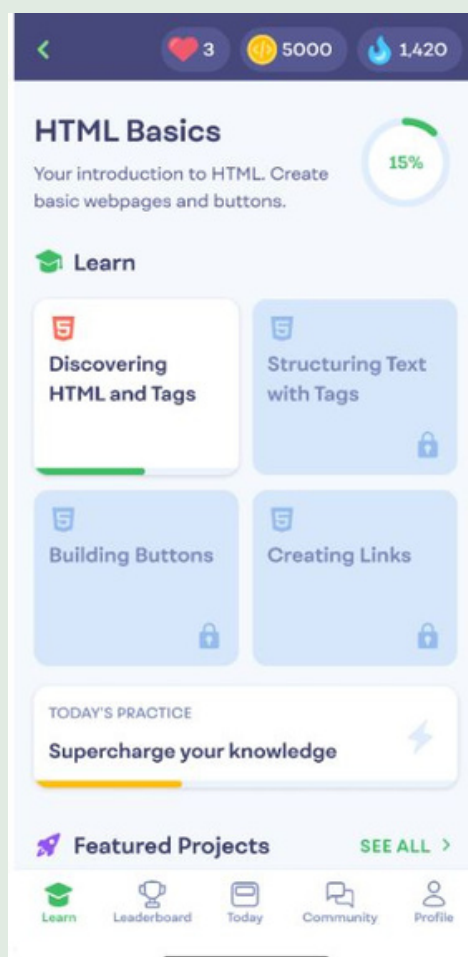 3
5000
1,420
HTML Basics
Your introduction to HTML. Create
basic webpages and buttons.
15%
Learn
Discovering
HTML and Tags
Structuring Text
with Tags
Building Buttons
Creating Links
TODAY'S PRACTICE
Supercharge your knowledge
Featured Projects
SEE ALL >
Learn
Leaderboard
Today
Community
Profile